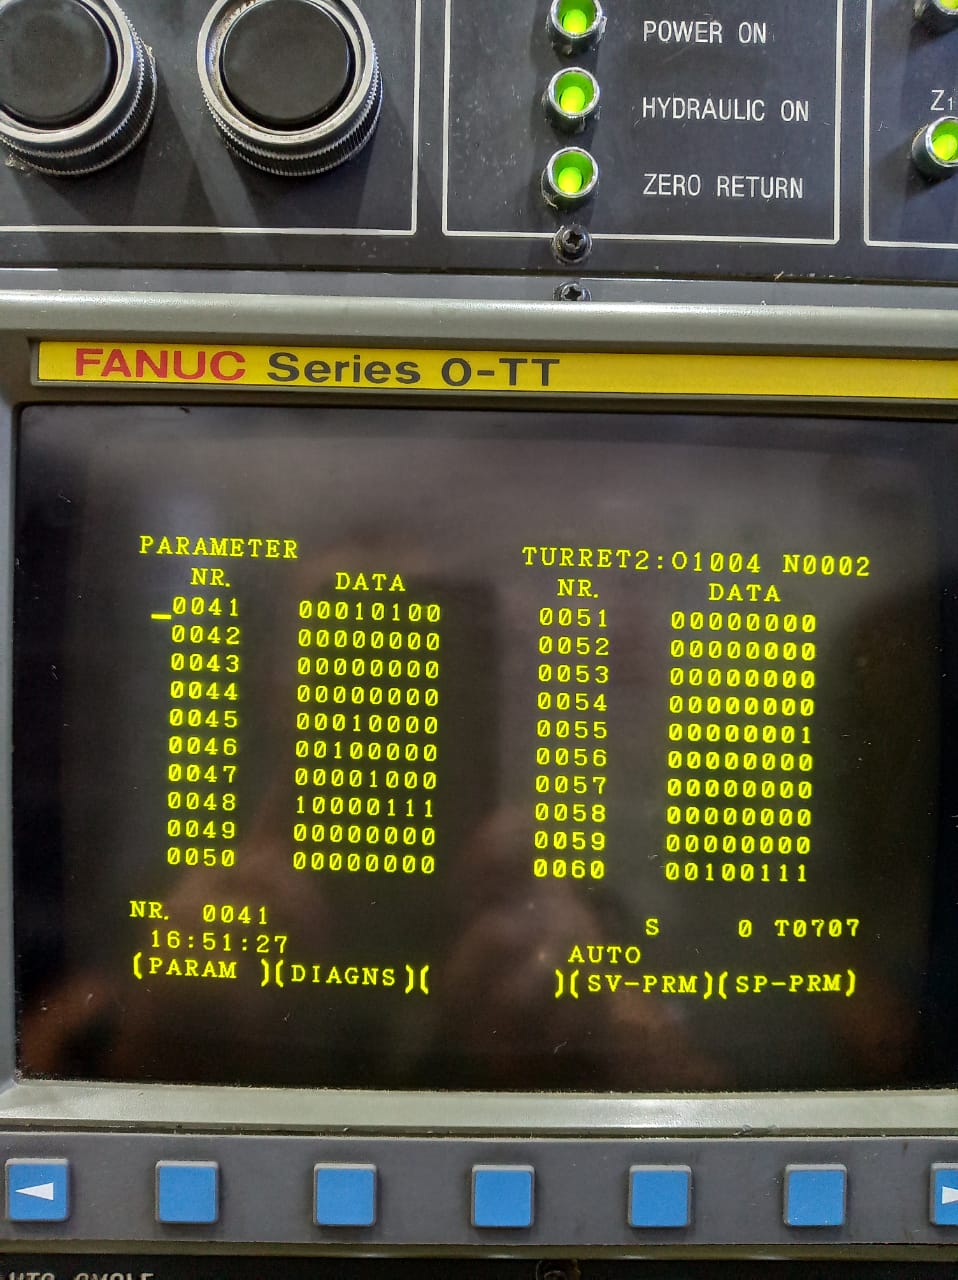 POWER ON
HYDRAULIC ON
ZERO RETURN
FANUC Series 0-TT
PARAMETER TURRET2:O1004 N0002
NR. DATA NR. DATA
_0041 00010100 0051 00000000
0042 00000000 0052 00000000
0043 00000000 0053 00000000
0044 00000000 0054 00000000
0045 00010000 0055 00000001
0046 00100000 0056 00000000
0047 00001000 0057 00000000
0048 10000111 0058 00000000
0049 00000000 0059 00000000
0050 00000000 0060 00100111
NR. 0041 S 0 T0707
16:51:27 AUTO
(PARAM )(DIAGNS)( )(SV-PRM)(SP-PRM)